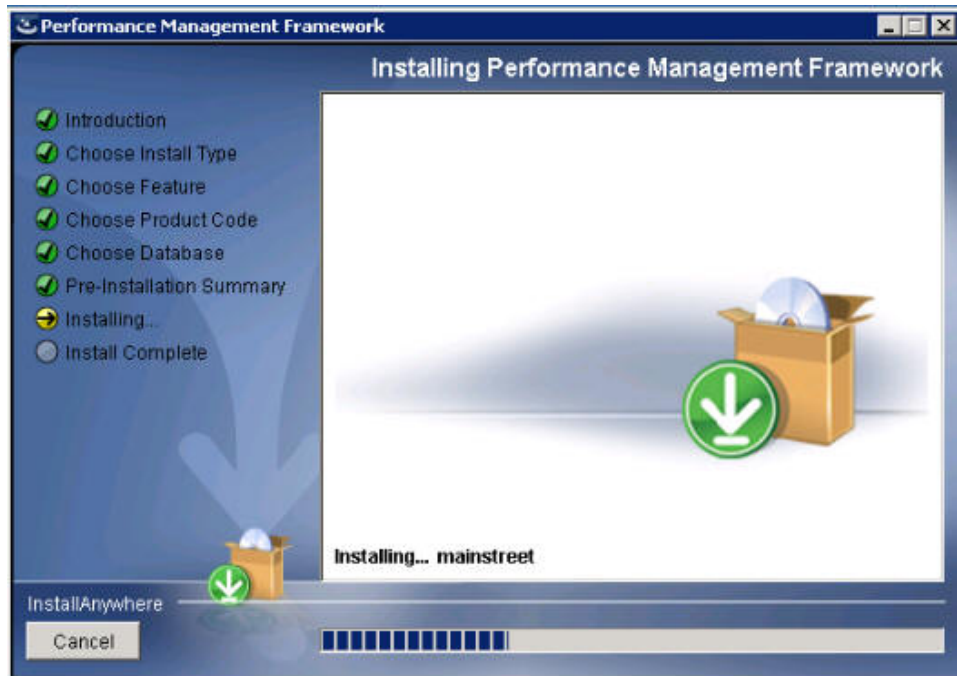 Performance Management Framework
Installing Performance Management Framework
Introduction
Choose Install Type
Choose Feature
Choose Product Code
Choose Database
Pre-Installation Summary
Installing...
Install Complete
Installing... mainstreet
InstallAnywhere
Cancel